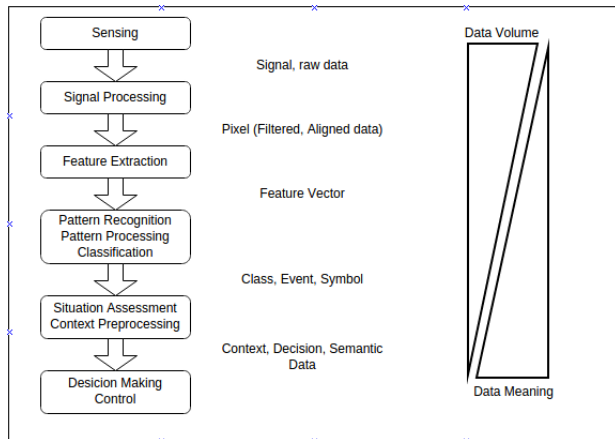 Sensing
Data Volume
Signal, raw data
Signal Processing
Pixel (Filtered, Aligned data)
Feature Extraction
Feature Vector
Pattern Recognition
Pattern Processing
Classification
Class, Event, Symbol
Situation Assessment
Context Preprocessing
Context, Decision, Semantic
Data
Desicion Making
Control
Data Meaning